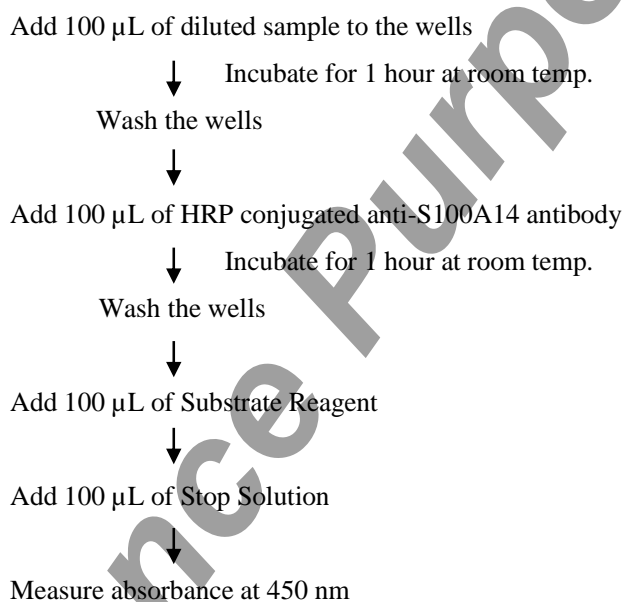 Add 100 µL of diluted sample to the wells
Incubate for 1 hour at room temp.
Wash the wells
Add 100 µL of HRP conjugated anti-S100A14 antibody
Incubate for 1 hour at room temp.
Wash the wells
Add 100 µL of Substrate Reagent
Add 100 µL of Stop Solution
Measure absorbance at 450 nm